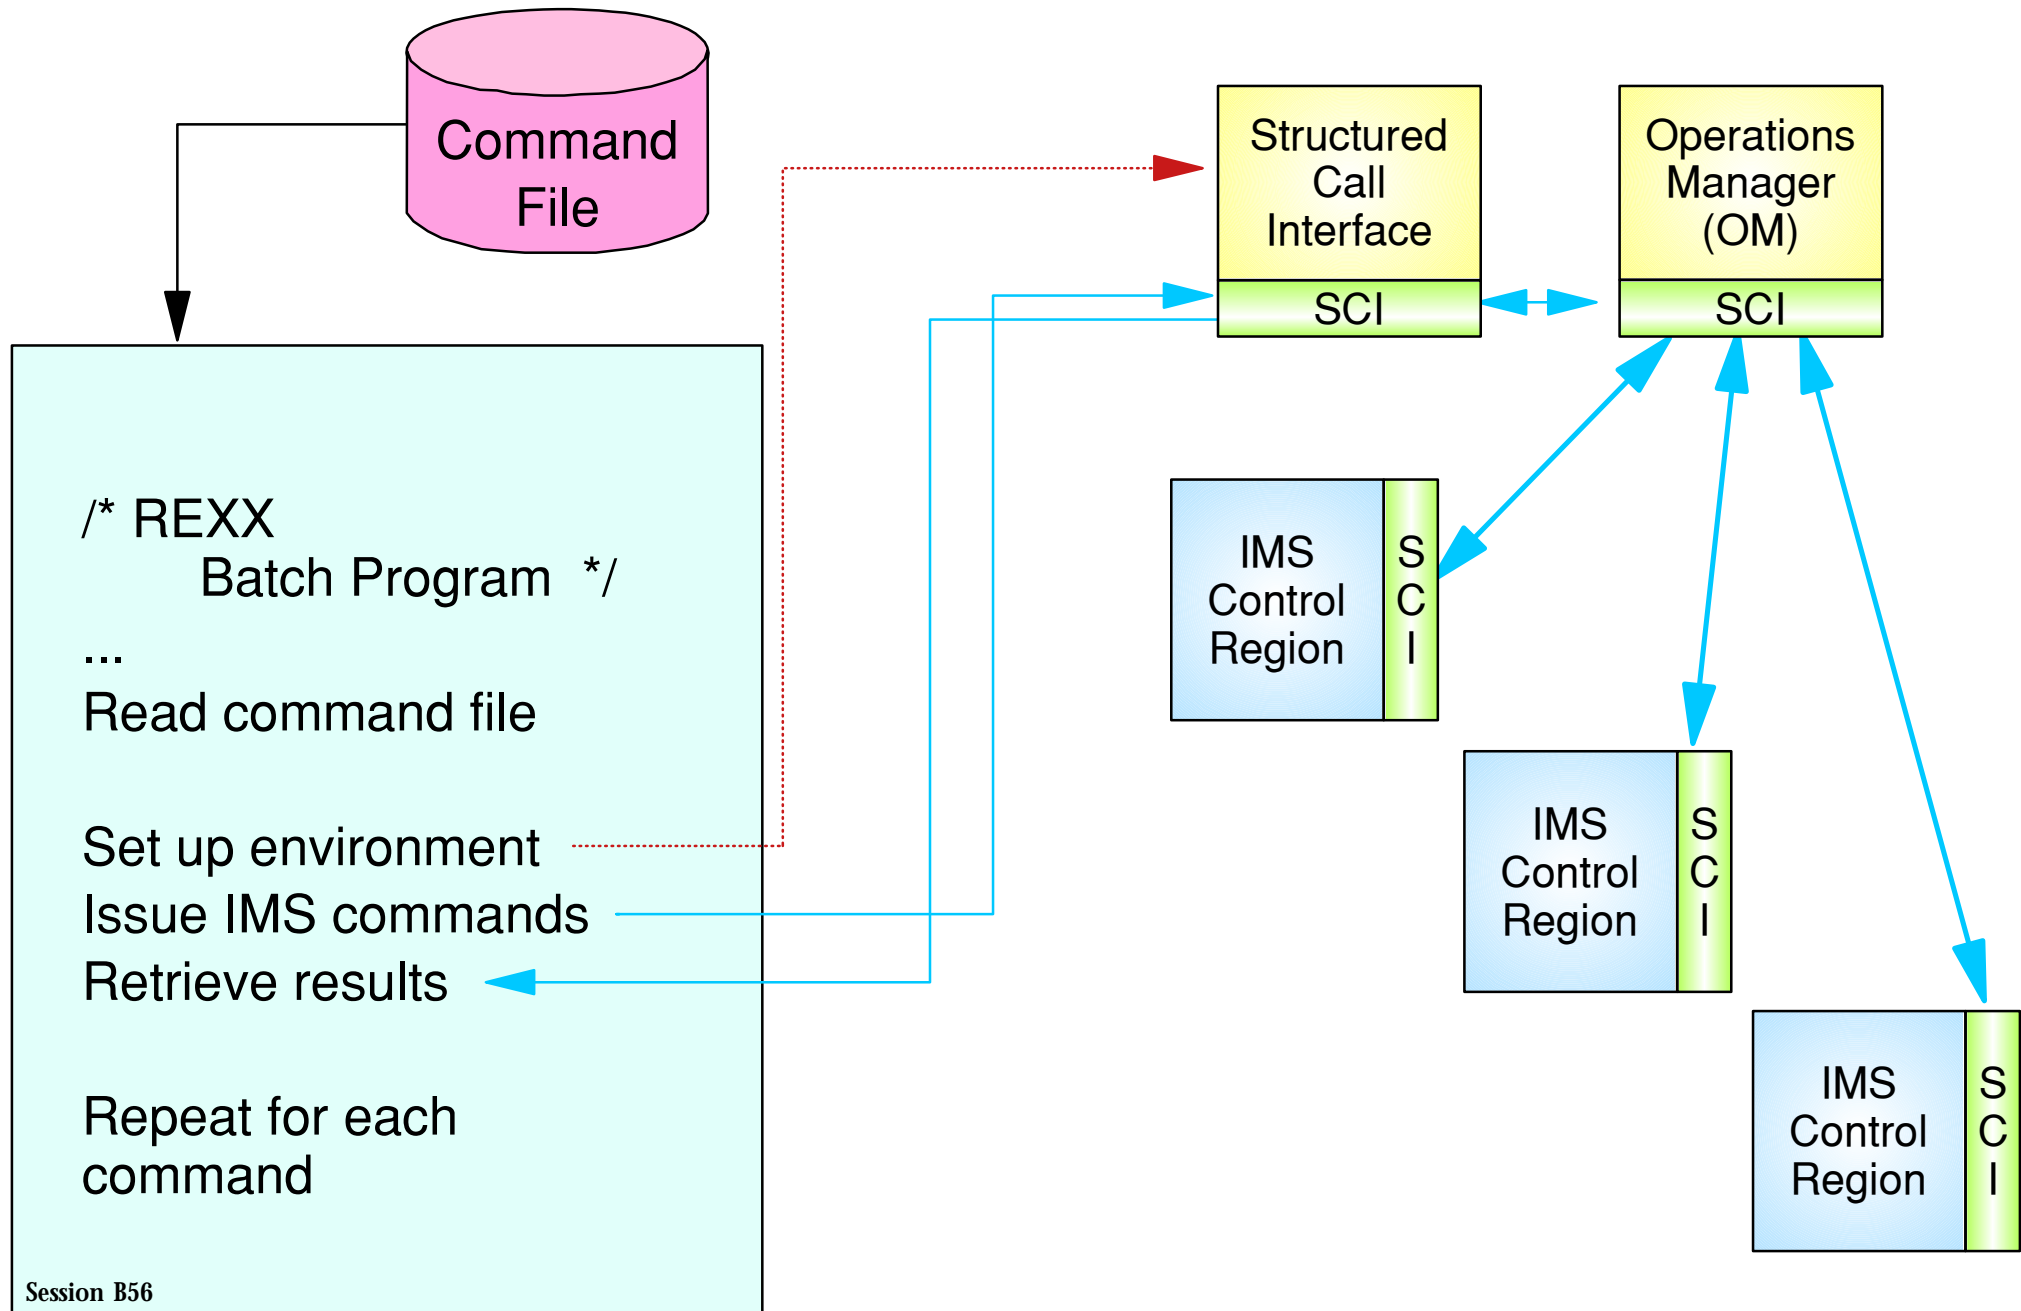 Command
File
Structured
Call
Interface
SCI
Operations
Manager
(OM)
SCI
/* REXX
Batch Program */
...
Read command file
Set up environment
Issue IMS commands
Retrieve results
Repeat for each
command
IMS
Control
Region
S
C
I
IMS
Control
Region
S
C
I
IMS
Control
Region
S
C
I
Session B56